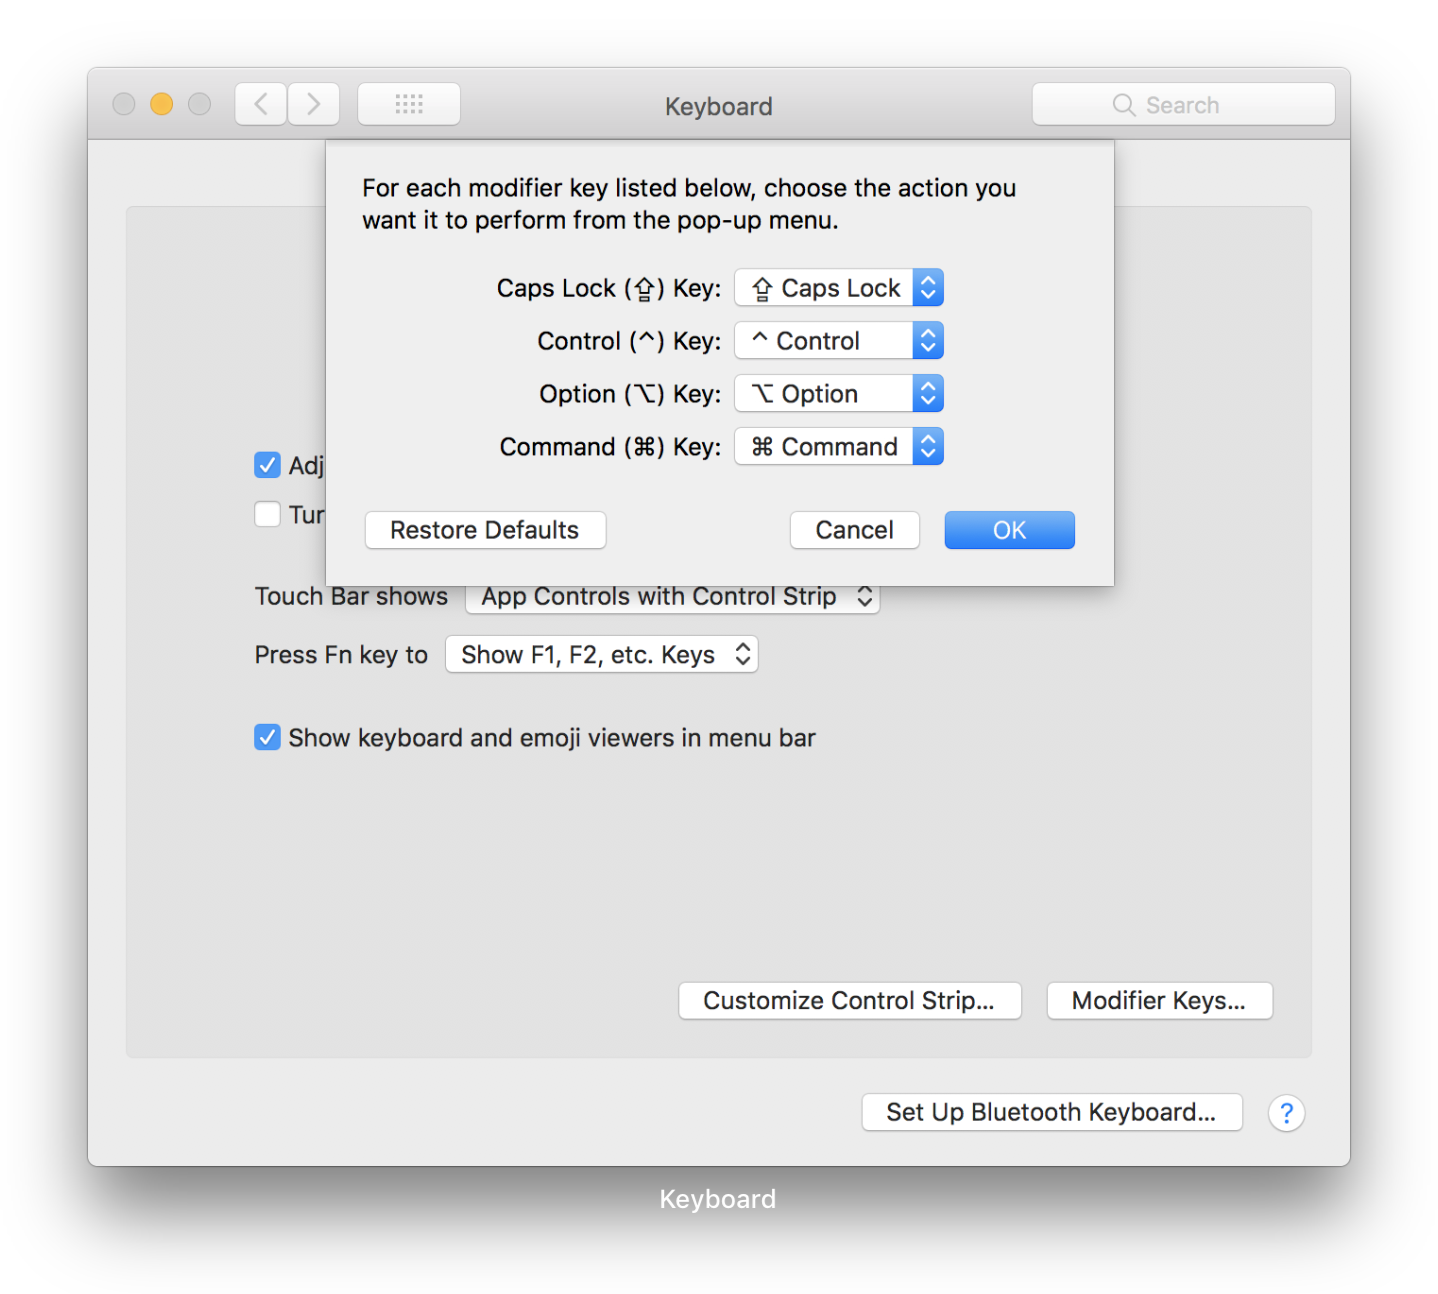 Keyboard
Search
For each modifier key listed below, choose the action you
want it to perform from the pop-up menu.
Caps Lock (⇪) Key: ⇪ Caps Lock
Control (^) Key: ^ Control
Option (⌥) Key: ⌥ Option
Command (⌘) Key: ⌘ Command
Restore Defaults Cancel OK
Adj
Tur
Touch Bar shows App Controls with Control Strip
Press Fn key to Show F1, F2, etc. Keys
Show keyboard and emoji viewers in menu bar
Customize Control Strip... Modifier Keys...
Set Up Bluetooth Keyboard... ?
Keyboard